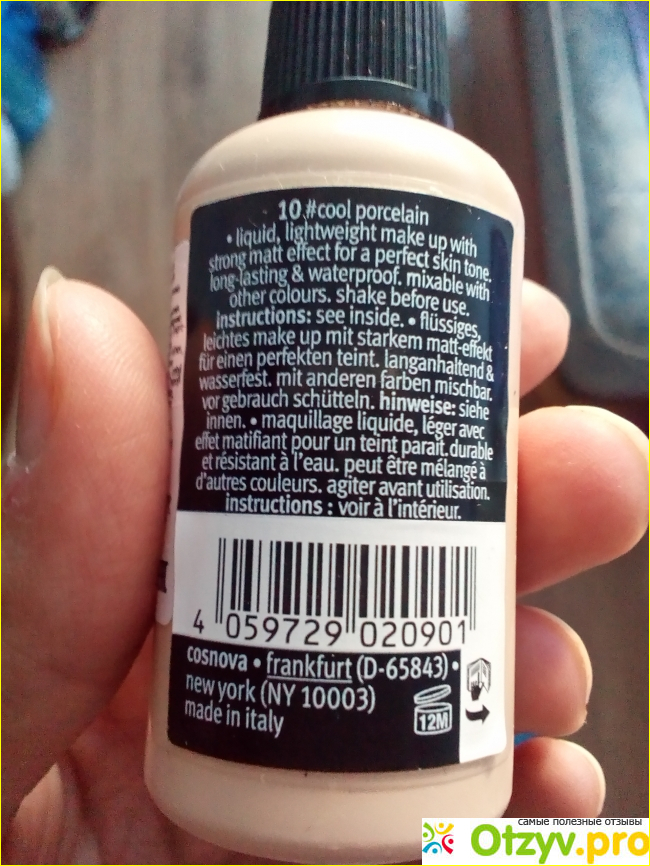 10 #cool porcelain
• liquid, lightweight make up with
strong matt effect for a perfect skin tone.
long-lasting & waterproof. mixable with
other colours. shake before use.
instructions: see inside. • flüssiges,
leichtes make up mit starkem matt-effekt
für einen perfekten teint. langanhaltend &
wasserfest. mit anderen farben mischbar.
vor gebrauch schütteln. hinweise: siehe
innen. • maquillage liquide, léger avec
effet matifiant pour un teint parait. durable
et résistant à l'eau. peut être mélangé à
d'autres couleurs. agiter avant utilisation.
instructions : voir à l'intérieur.
4 059729 020901
cosnova • frankfurt (D-65843) •
new york (NY 10003)
made in italy
12M
самые полезные отзывы
Otzyv.pro